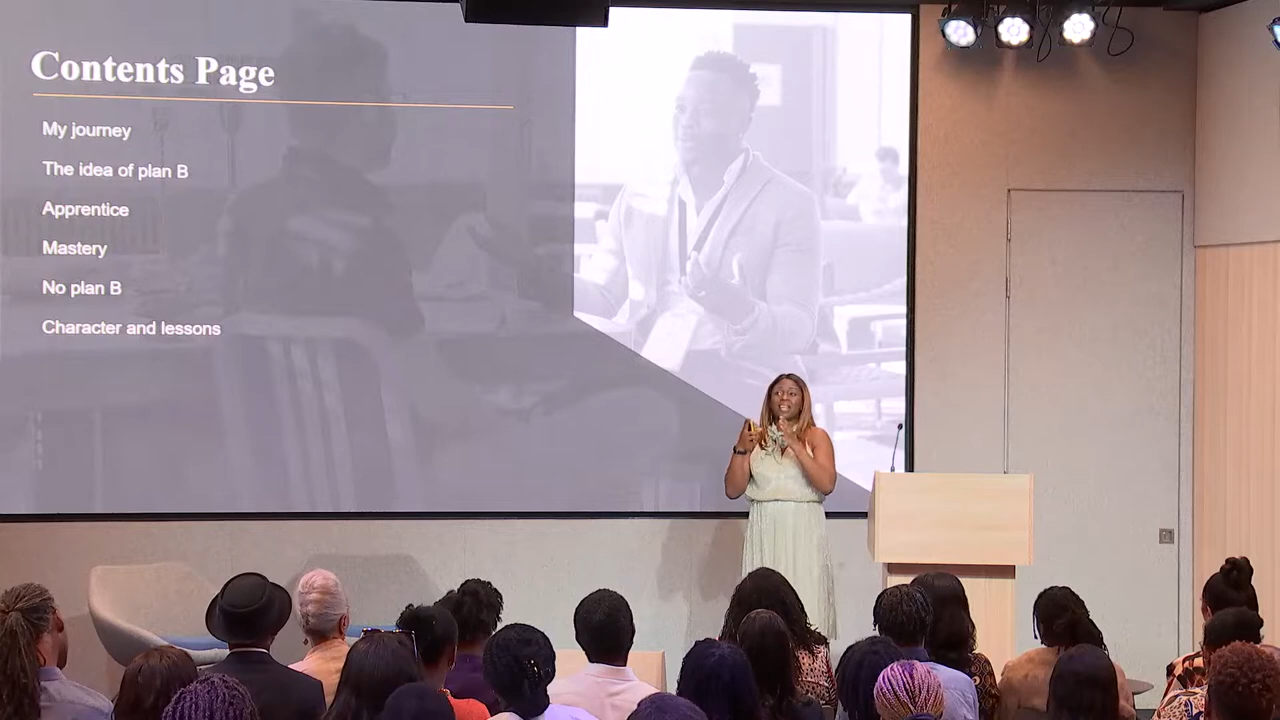 Contents Page
My journey
The idea of plan B
Apprentice
Mastery
No plan B
Character and lessons